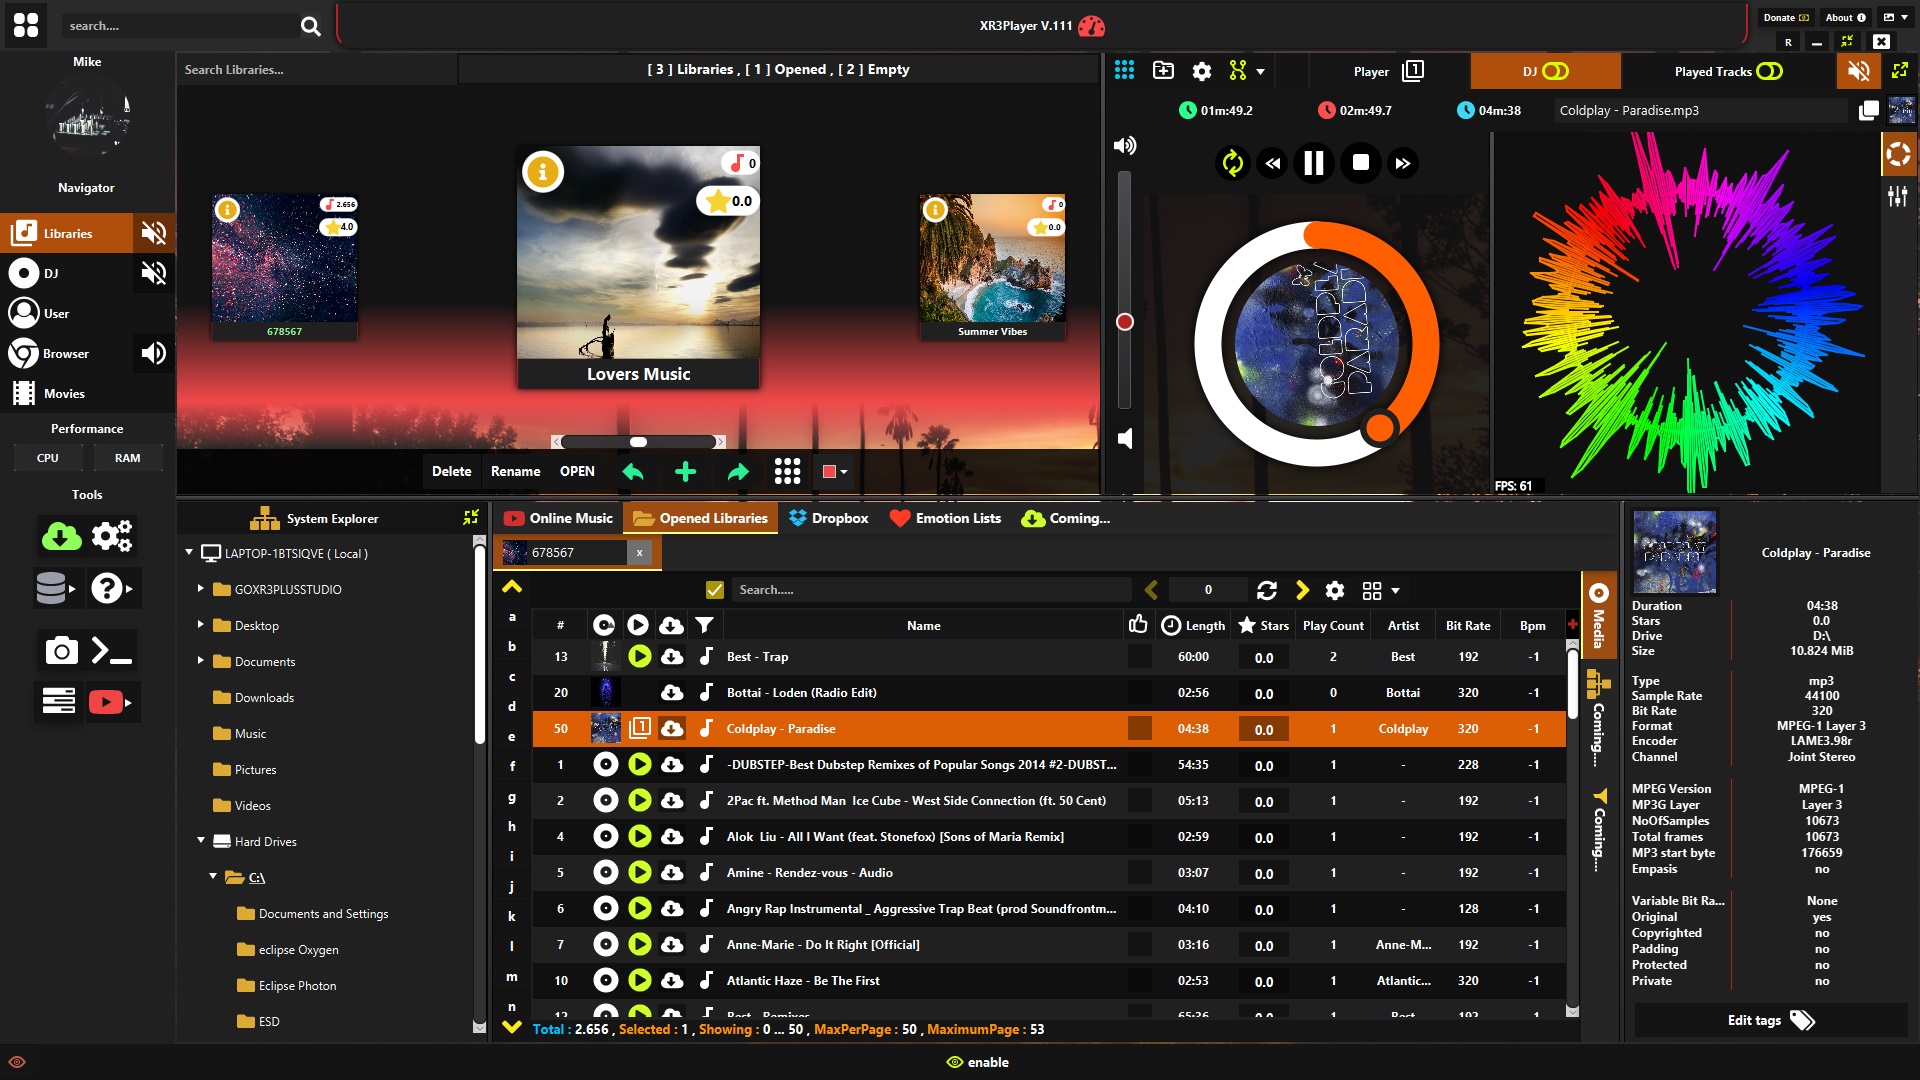 search....
XR3Player V.111
Donate
About
R
Mike
Navigator
Libraries
DJ
User
Browser
Movies
Performance
CPU
RAM
Tools
Search Libraries...
[ 3 ] Libraries , [ 1 ] Opened , [ 2 ] Empty
2.656
4.0
678567
0
0.0
Lovers Music
0
0.0
Summer Vibes
Delete
Rename
OPEN
Player
1
DJ
Played Tracks
01m:49.2
02m:49.7
04m:38
Coldplay - Paradise.mp3
COLDPLAY
PARADISE
FPS: 61
System Explorer
LAPTOP-1BTSIQVE ( Local )
GOXR3PLUSSTUDIO
Desktop
Documents
Downloads
Music
Pictures
Videos
Hard Drives
C:\
Documents and Settings
eclipse Oxygen
Eclipse Photon
ESD
Online Music
Opened Libraries
Dropbox
Emotion Lists
Coming...
678567
x
Search.....
0
a
b
c
d
e
f
g
h
i
j
k
l
m
n
# Name Length Stars Play Count Artist Bit Rate Bpm
13 Best - Trap 60:00 0.0 2 Best 192 -1
20 Bottai - Loden (Radio Edit) 02:56 0.0 0 Bottai 320 -1
50 1 Coldplay - Paradise 04:38 0.0 1 Coldplay 320 -1
1 -DUBSTEP-Best Dubstep Remixes of Popular Songs 2014 #2-DUBST... 54:35 0.0 1 - 228 -1
2 2Pac ft. Method Man Ice Cube - West Side Connection (ft. 50 Cent) 05:13 0.0 1 - 192 -1
4 Alok Liu - All I Want (feat. Stonefox) [Sons of Maria Remix] 02:59 0.0 1 - 192 -1
5 Amine - Rendez-vous - Audio 03:07 0.0 1 - 192 -1
6 Angry Rap Instrumental _ Aggressive Trap Beat (prod Soundfrontm... 04:10 0.0 1 - 128 -1
7 Anne-Marie - Do It Right [Official] 03:16 0.0 1 Anne-M... 192 -1
10 Atlantic Haze - Be The First 02:53 0.0 1 Atlantic... 320 -1
12 Best - Remixes 65:36 1 Best 192 -1
Total : 2.656 , Selected : 1 , Showing : 0 ... 50 , MaxPerPage : 50 , MaximumPage : 53
Media
Coming....
Coming....
Coldplay - Paradise
Duration 04:38
Stars 0.0
Drive D:\
Size 10.824 MiB
Type mp3
Sample Rate 44100
Bit Rate 320
Format MPEG-1 Layer 3
Encoder LAME3.98r
Channel Joint Stereo
MPEG Version MPEG-1
MP3G Layer Layer 3
NoOfSamples 10673
Total frames 10673
MP3 start byte 176659
Empasis no
Variable Bit Ra... None
Original yes
Copyrighted no
Padding no
Protected no
Private no
Edit tags
enable